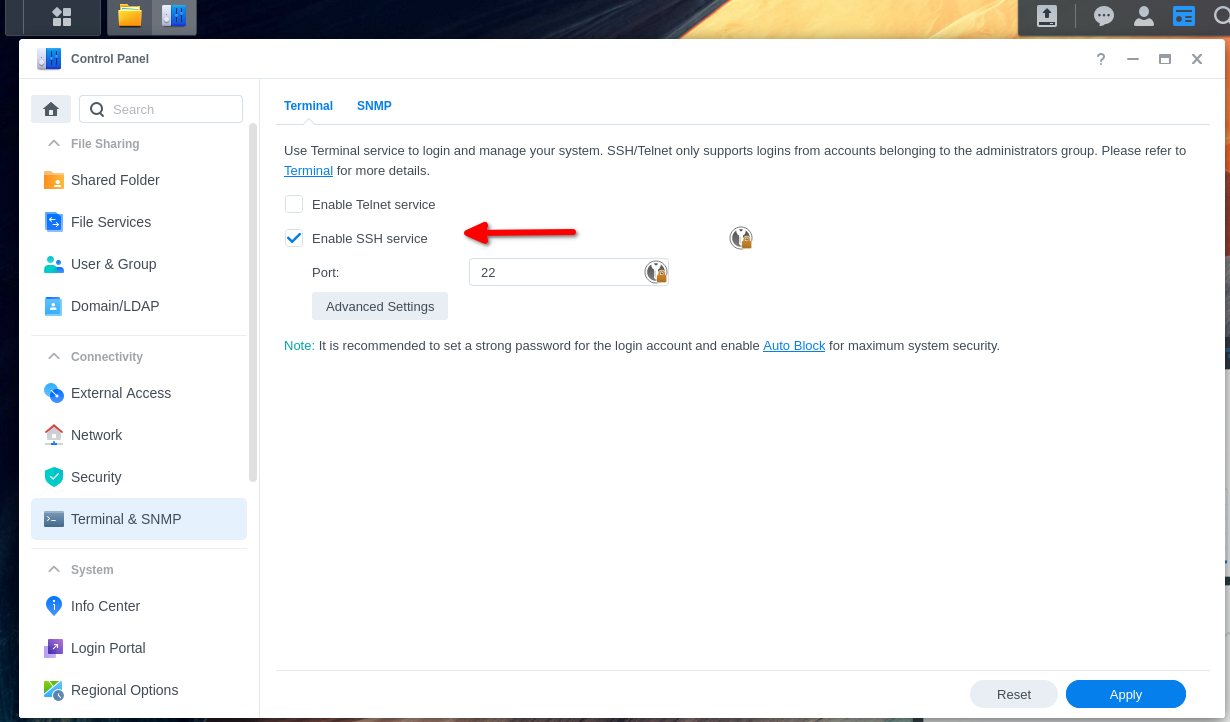 Control Panel
?
Search
File Sharing
Shared Folder
File Services
User & Group
Domain/LDAP
Connectivity
External Access
Network
Security
Terminal & SNMP
System
Info Center
Login Portal
Regional Options
Terminal SNMP
Use Terminal service to login and manage your system. SSH/Telnet only supports logins from accounts belonging to the administrators group. Please refer to
Terminal for more details.
Enable Telnet service
Enable SSH service
Port: 22
Advanced Settings
Note: It is recommended to set a strong password for the login account and enable Auto Block for maximum system security.
Reset Apply